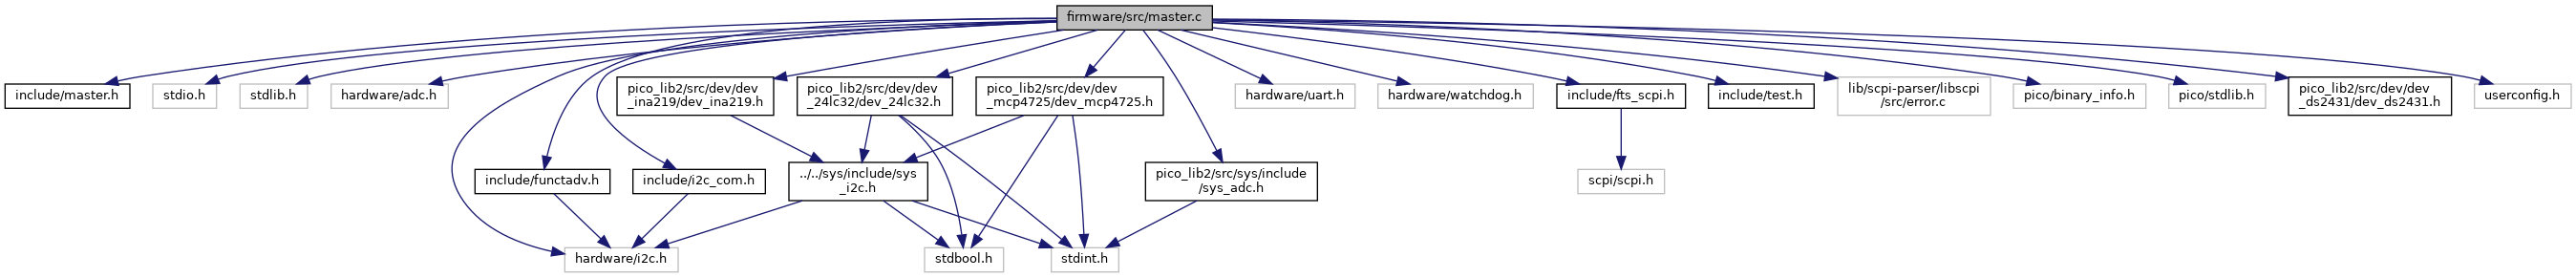 firmware/src/master.c
include/master.h
stdio.h
stdlib.h
hardware/adc.h
pico_lib2/src/dev/dev
_ina219/dev_ina219.h
pico_lib2/src/dev/dev
_24lc32/dev_24lc32.h
pico_lib2/src/dev/dev
_mcp4725/dev_mcp4725.h
hardware/uart.h
hardware/watchdog.h
include/fts_scpi.h
include/test.h
lib/scpi-parser/libscpi
/src/error.c
pico/binary_info.h
pico/stdlib.h
pico_lib2/src/dev/dev
_ds2431/dev_ds2431.h
userconfig.h
include/functadv.h
include/i2c_com.h
../../sys/include/sys
_i2c.h
pico_lib2/src/sys/include
/sys_adc.h
scpi/scpi.h
hardware/i2c.h
stdbool.h
stdint.h